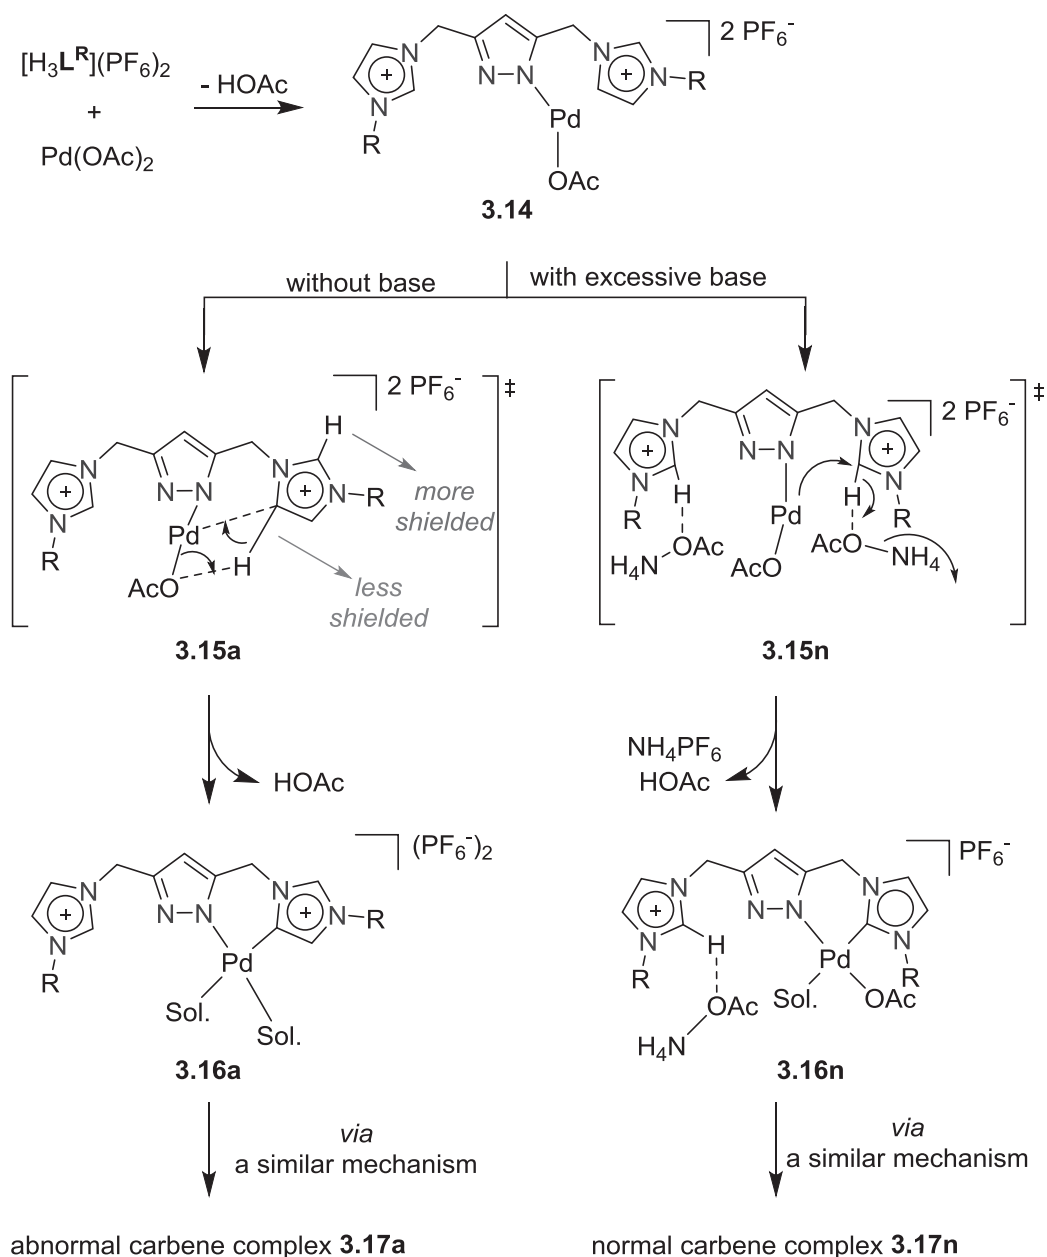 [H₃Lᴿ](PF₆)₂
+
Pd(OAc)₂
- HOAc
N
N
+
R
N
N
Pd
OAc
N
N
+
R
2 PF₆⁻
3.14
without base
with excessive base
2 PF₆⁻
‡
N
N
+
R
N
N
Pd
AcO
H
N
N
+
R
H
more
shielded
less
shielded
3.15a
2 PF₆⁻
‡
N
N
+
R
H
OAc
H₄N
N
N
Pd
AcO
N
N
+
R
H
AcO
NH₄
3.15n
HOAc
NH₄PF₆
HOAc
(PF₆⁻)₂
N
N
+
R
N
N
Pd
Sol.
Sol.
N
N
+
R
3.16a
PF₆⁻
N
N
+
R
H
OAc
H₄N
N
N
Pd
Sol.
OAc
N
N
R
3.16n
via
a similar mechanism
via
a similar mechanism
abnormal carbene complex 3.17a
normal carbene complex 3.17n